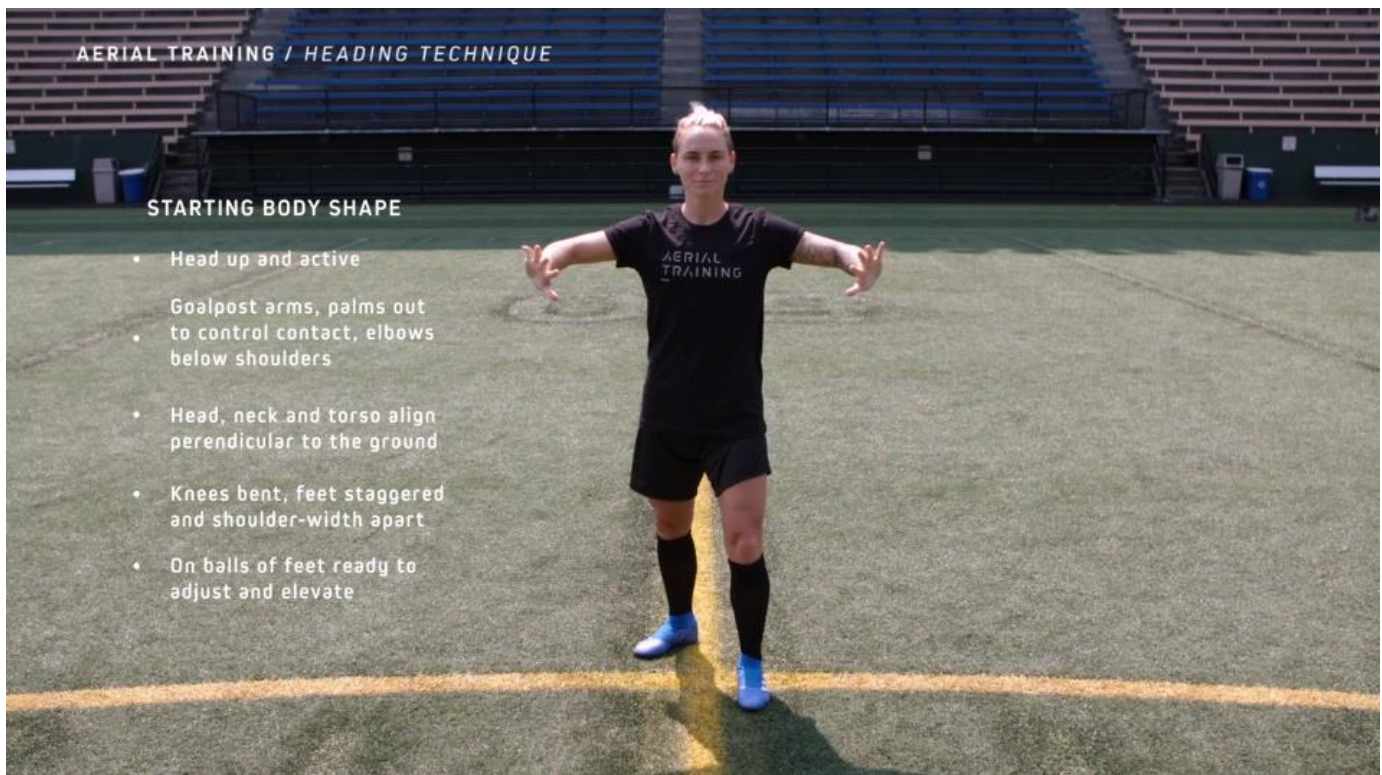 AERIAL TRAINING / HEADING TECHNIQUE
STARTING BODY SHAPE
• Head up and active
• Goalpost arms, palms out
to control contact, elbows
below shoulders
• Head, neck and torso align
perendicular to the ground
• Knees bent, feet staggered
and shoulder-width apart
• On balls of feet ready to
adjust and elevate
AERIAL
TRAINING